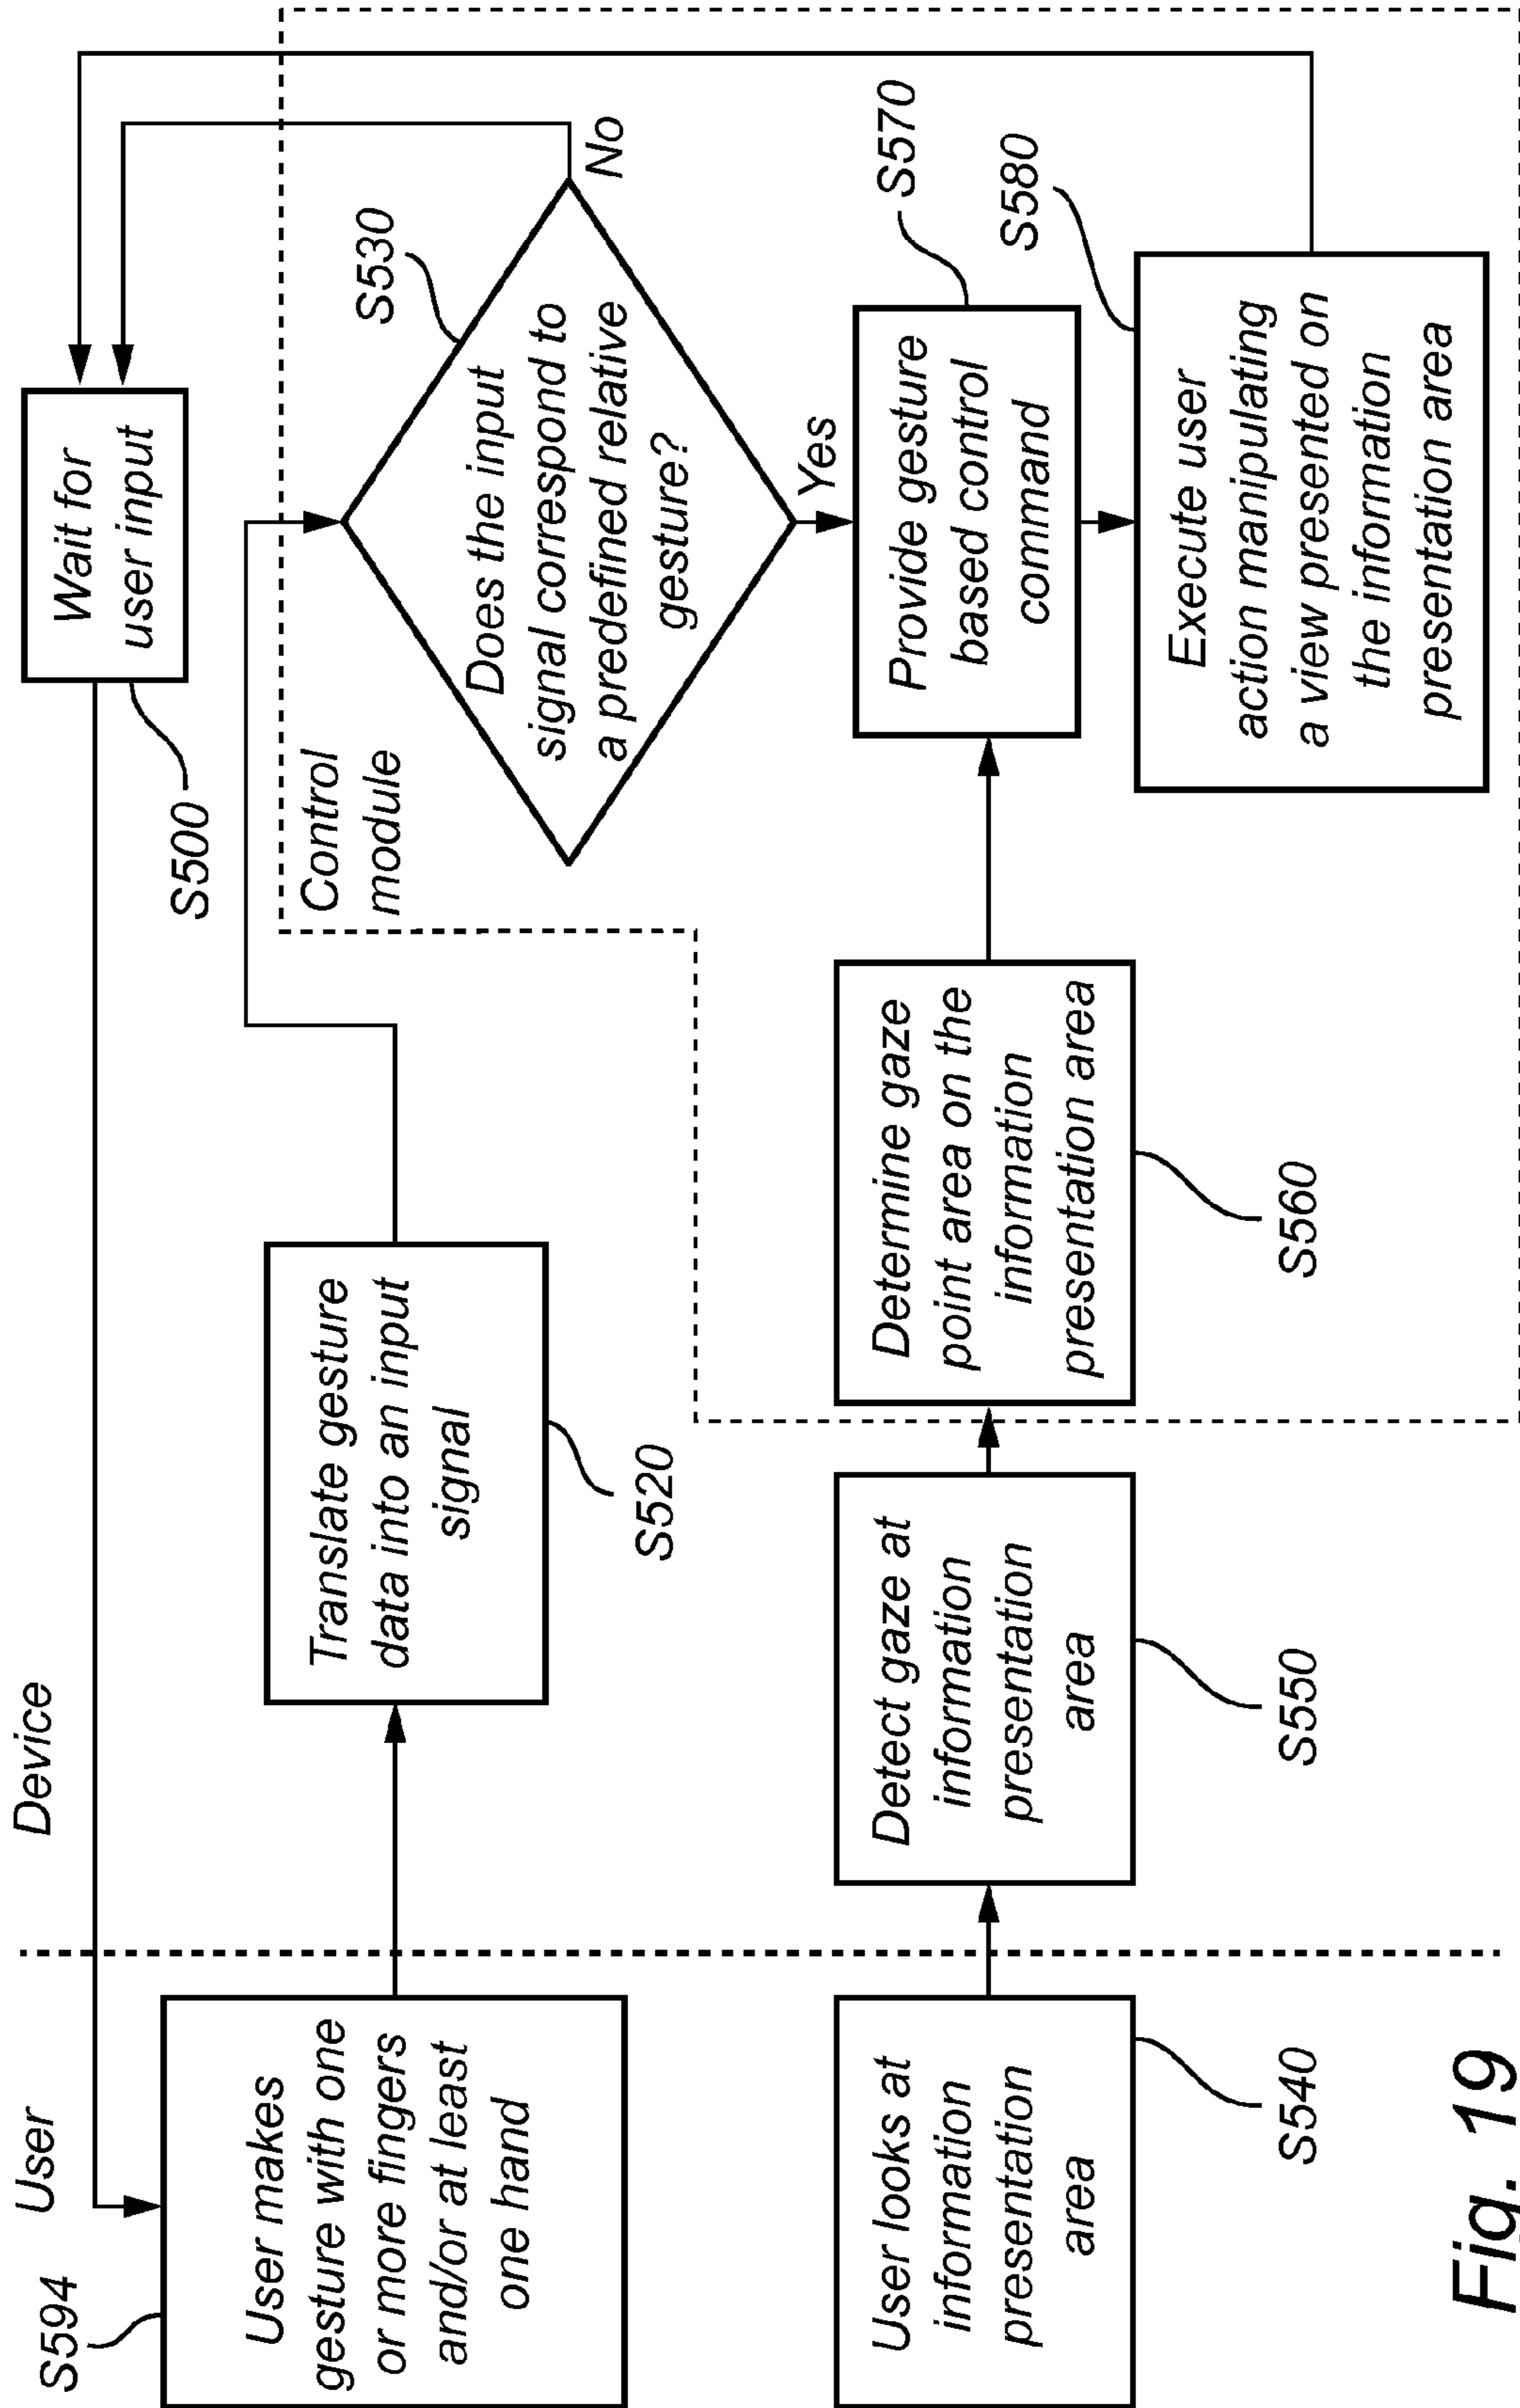 User
Device
S594
User makes
gesture with one
or more fingers
and/or at least
one hand
Translate gesture
data into an input
signal
S520
Wait for
user input
S500
Control
module
S530
Does the input
signal correspond to
a predefined relative
gesture?
No
Yes
User looks at
information
presentation
area
S540
Detect gaze at
information
presentation
area
S550
Determine gaze
point area on the
information
presentation area
S560
Provide gesture
based control
command
S570
Execute user
action manipulating
a view presented on
the information
presentation area
S580
Fig. 19